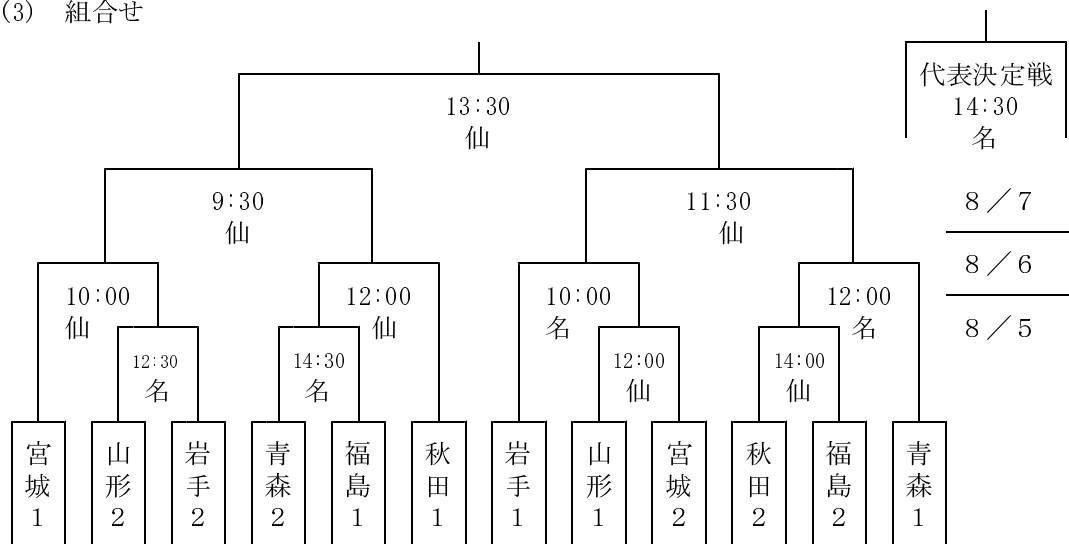 (3) 組合せ
代表決定戦
14:30
名
13:30
仙
9:30
仙
11:30
仙
8/7
8/6
8/5
10:00
仙
12:00
仙
10:00
名
12:00
名
12:30
名
14:30
名
12:00
仙
14:00
仙
宮城1
山形2
岩手2
青森2
福島1
秋田1
岩手1
山形1
宮城2
秋田2
福島2
青森1